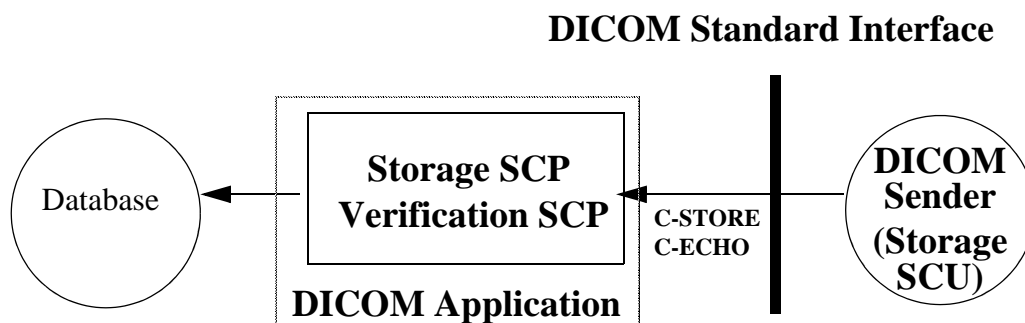 DICOM Standard Interface
Database
Storage SCP
Verification SCP
DICOM Application
C-STORE
C-ECHO
DICOM
Sender
(Storage
SCU)